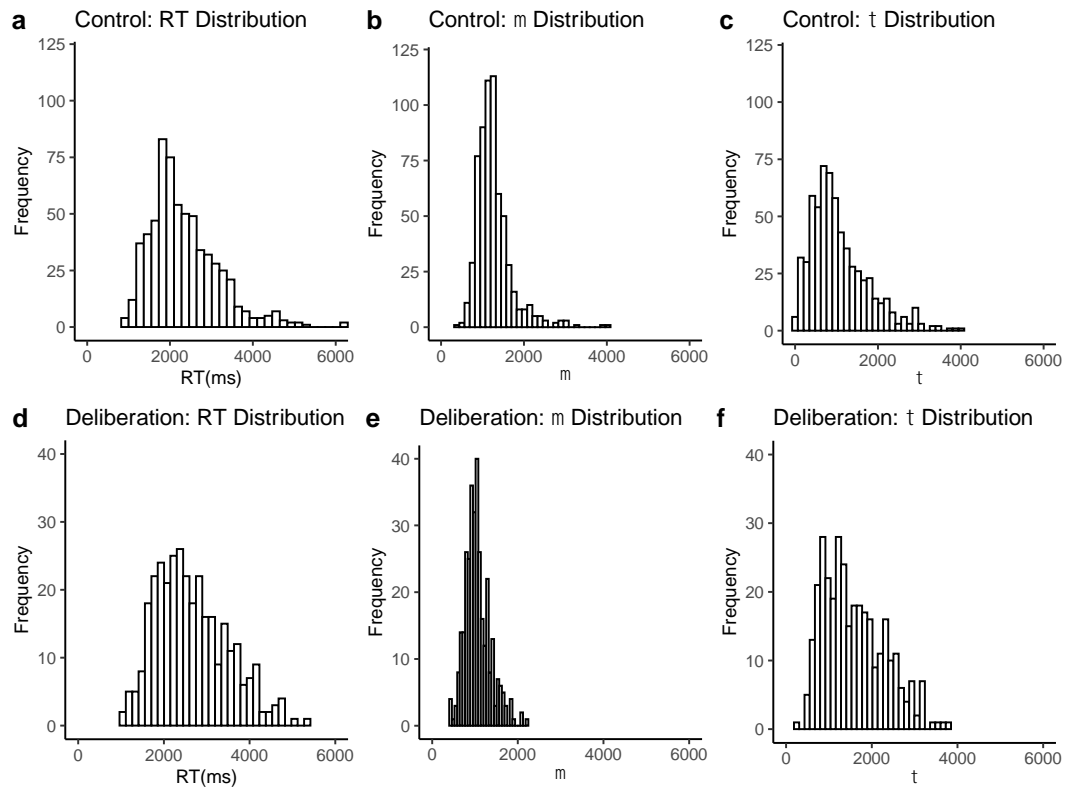 a Control: RT Distribution
125
100
75
50
25
0
Frequency
0 2000 4000 6000
RT(ms)
b Control: m Distribution
125
100
75
50
25
0
Frequency
0 2000 4000 6000
m
c Control: t Distribution
125
100
75
50
25
0
Frequency
0 2000 4000 6000
t
d Deliberation: RT Distribution
40
30
20
10
0
Frequency
0 2000 4000 6000
RT(ms)
e Deliberation: m Distribution
40
30
20
10
0
Frequency
0 2000 4000 6000
m
f Deliberation: t Distribution
40
30
20
10
0
Frequency
0 2000 4000 6000
t